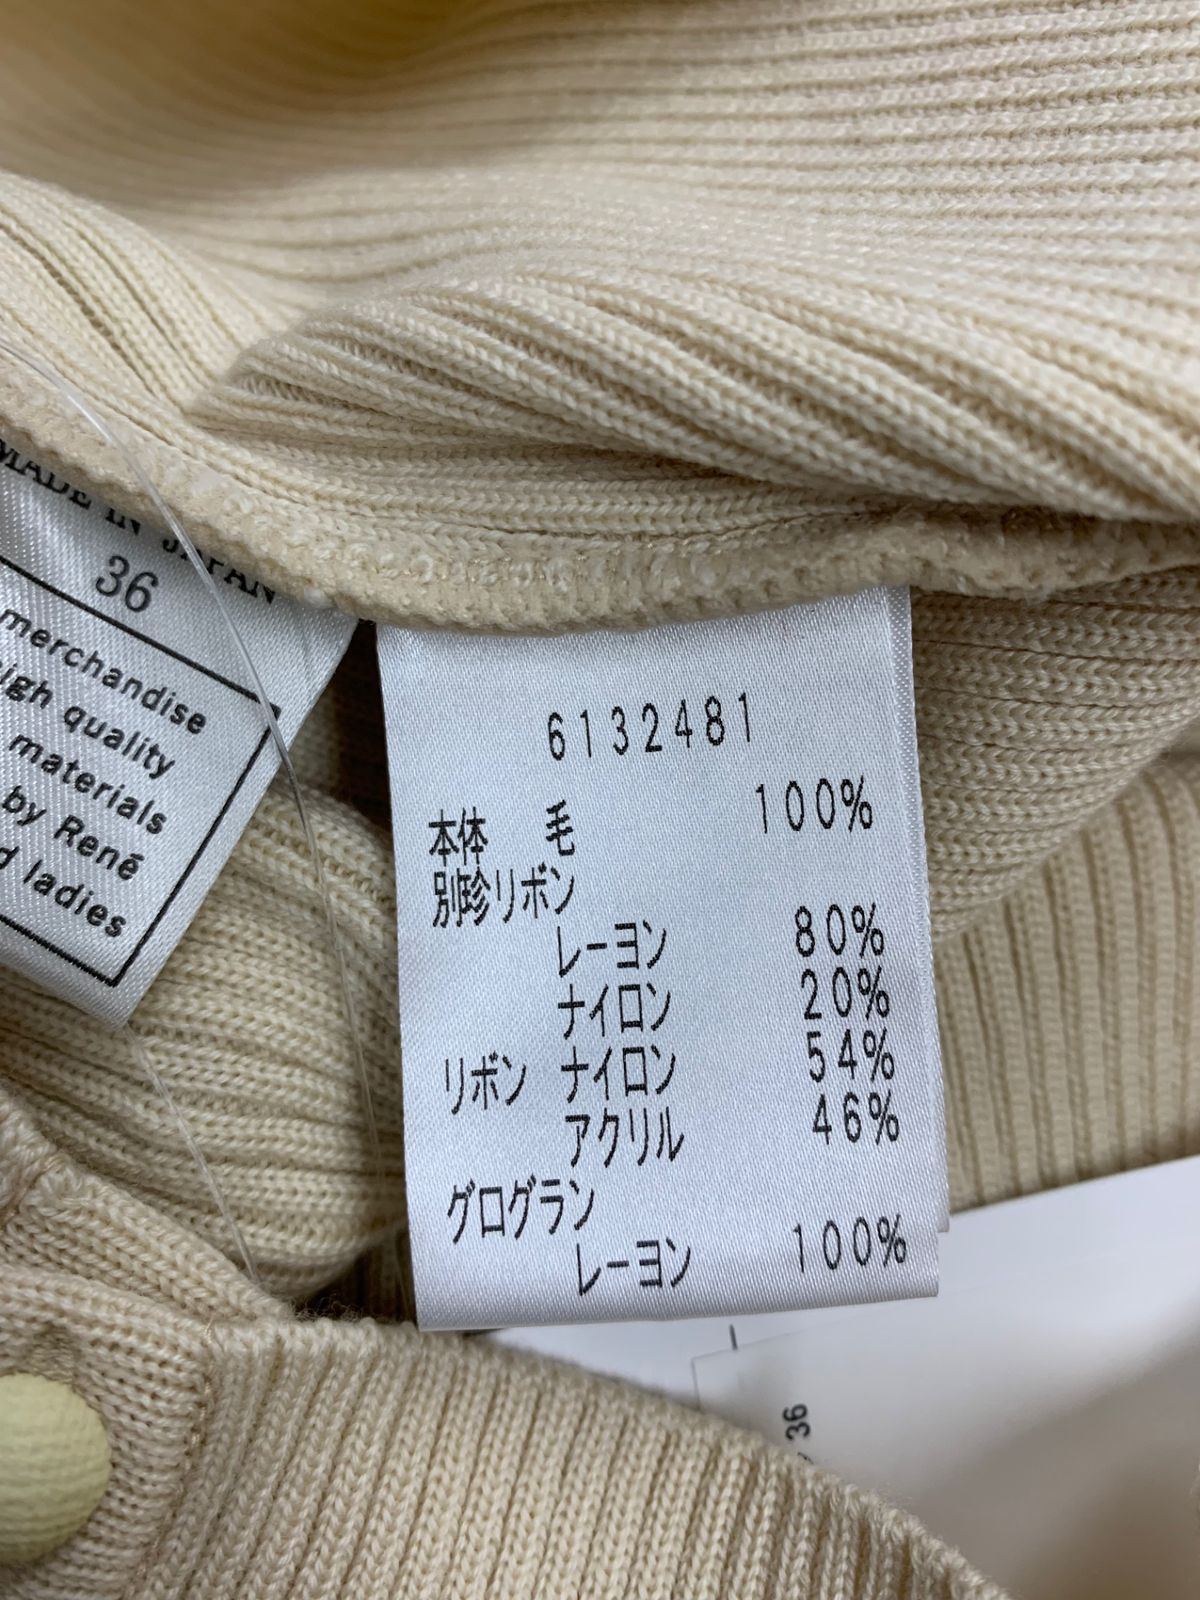 MADE IN JAPAN
36
merchandise
high quality
materials
by René
ladies
6132481
本体 毛 100%
別珍リボン
レーヨン 80%
ナイロン 20%
リボン ナイロン 54%
アクリル 46%
グログラン
レーヨン 100%
36